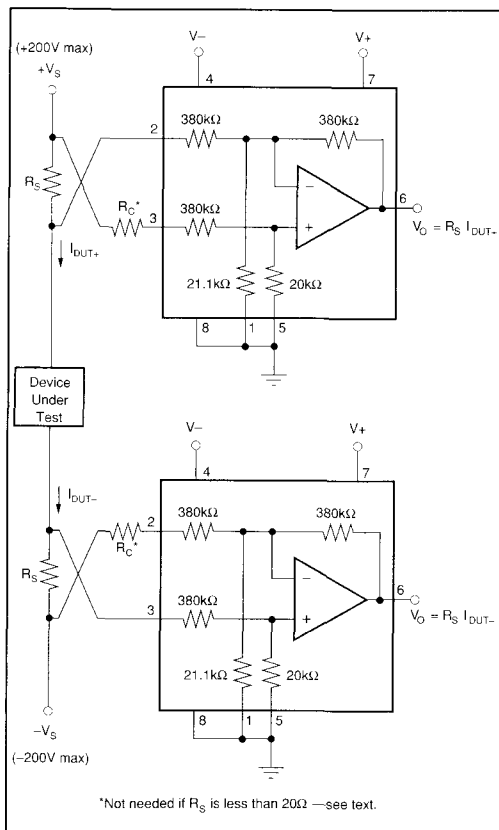 (+200V max)
+VS
V–
V+
4
7
380kΩ
380kΩ
2
RS
RC*
3
380kΩ
6
VO = RS IDUT+
IDUT+
21.1kΩ
20kΩ
8
1
5
Device
Under
Test
V–
V+
4
7
IDUT–
380kΩ
380kΩ
2
RC*
RS
3
380kΩ
6
VO = RS IDUT–
21.1kΩ
20kΩ
8
1
5
–VS
(–200V max)
*Not needed if RS is less than 20Ω —see text.